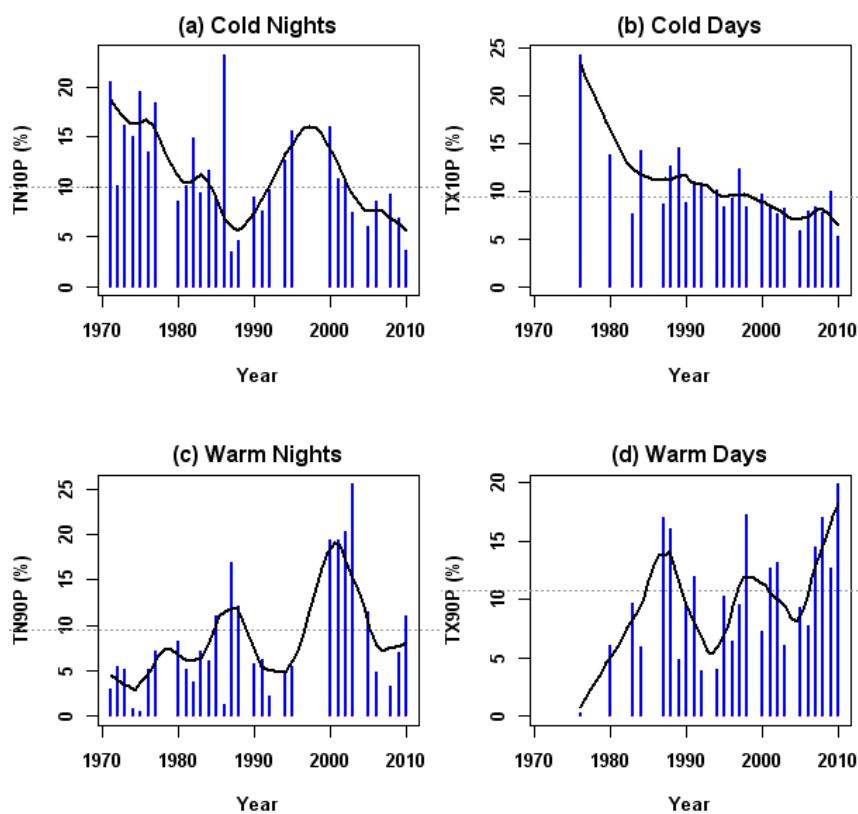 (a) Cold Nights
TN10P (%)
0 5 10 15 20
1970 1980 1990 2000 2010
Year
(b) Cold Days
TX10P (%)
0 5 10 15 20 25
1970 1980 1990 2000 2010
Year
(c) Warm Nights
TN90P (%)
0 5 10 15 20 25
1970 1980 1990 2000 2010
Year
(d) Warm Days
TX90P (%)
0 5 10 15 20
1970 1980 1990 2000 2010
Year